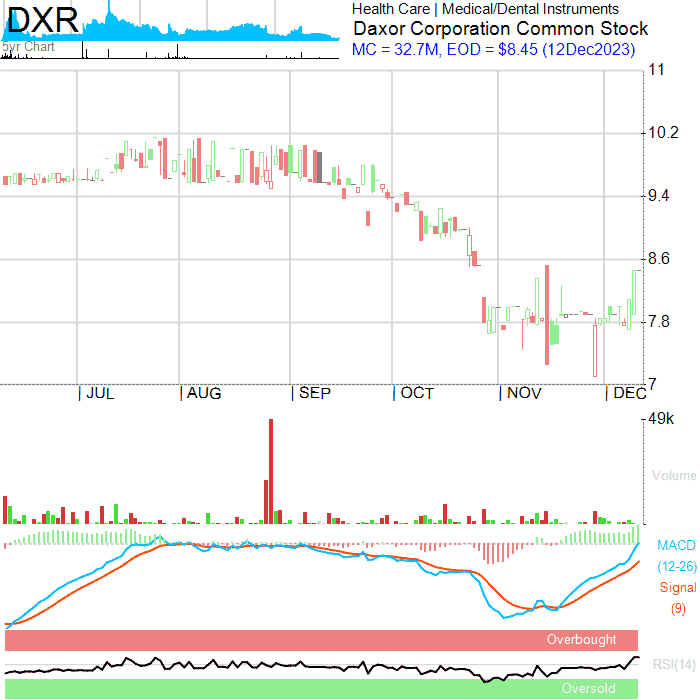 DXR
5yr Chart
Health Care | Medical/Dental Instruments
Daxor Corporation Common Stock
MC = 32.7M, EOD = $8.45 (12Dec2023)
11
10.2
9.4
8.6
7.8
7
| JUL | AUG | SEP | OCT | NOV | DEC
49k
Volume
MACD
(12-26)
Signal
(9)
Overbought
RSI(14)
Oversold